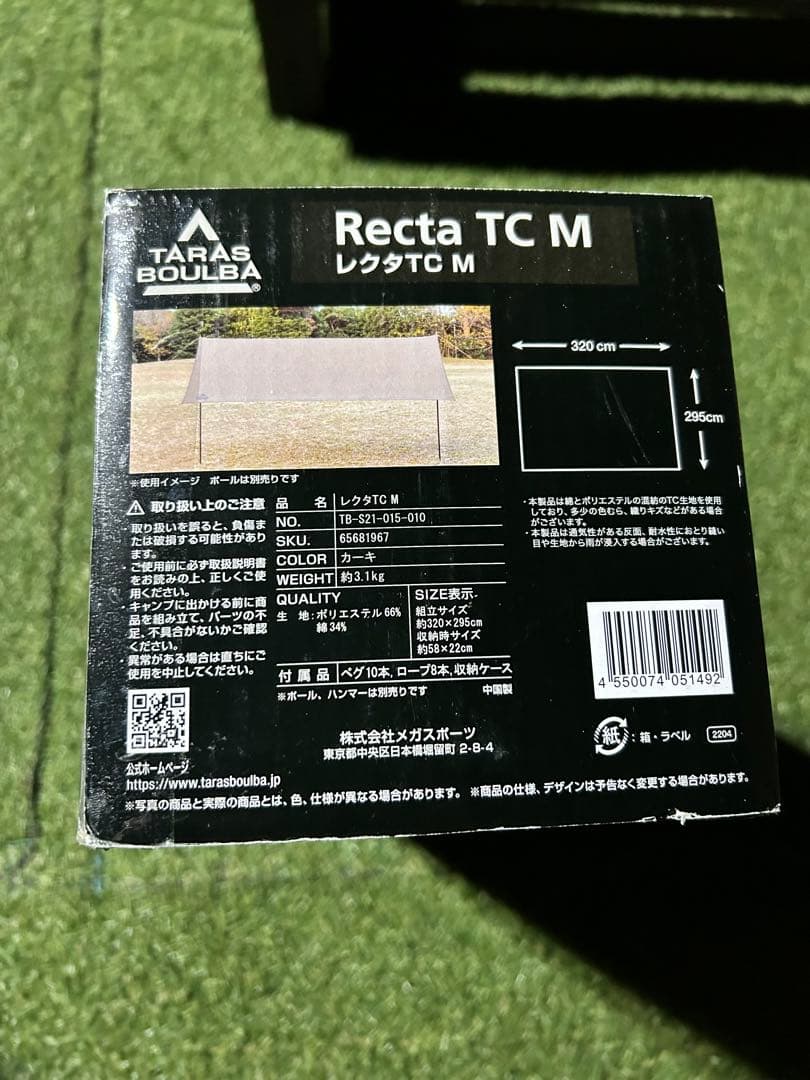 TARAS
BOULBA®
Recta TC M
レクタTC M
320cm
295cm
※使用イメージ ポールは別売りです
⚠ 取り扱い上のご注意
・取り扱いを誤ると、負傷ま
たは破損する可能性があり
ます。
・ご使用前に必ず取扱説明書
をお読みの上、正しくご使
用ください。
・キャンプに出かける前に商
品を組み立て、パーツの不
足、不具合がないかご確認
ください。
・異常がある場合は直ちにご
使用を中止してください。
品 名 レクタTC M
NO. TB-S21-015-010
SKU. 65681967
COLOR カーキ
WEIGHT 約3.1kg
QUALITY
生 地:ポリエステル66%
綿34%
SIZE表示
組立サイズ
約320×295cm
収納時サイズ
約58×22cm
付属品 ペグ10本、ロープ8本、収納ケース
※ポール、ハンマーは別売りです 中国製
・本製品は綿とポリエステルの混紡のTC生地を使用
しており、多少の色むら、織りキズなどがある場合
がございます。
・本製品は通気性がある反面、耐水性におとり縫い
目や生地から雨が浸入する場合がございます。
4 550074 051492
紙:箱・ラベル 2204
株式会社メガスポーツ
東京都中央区日本橋堀留町 2-8-4
公式ホームページ
https://www.tarasboulba.jp
※写真の商品と実際の商品とは、色、仕様が異なる場合があります。 ※商品の仕様、デザインは予告なく変更する場合があります。